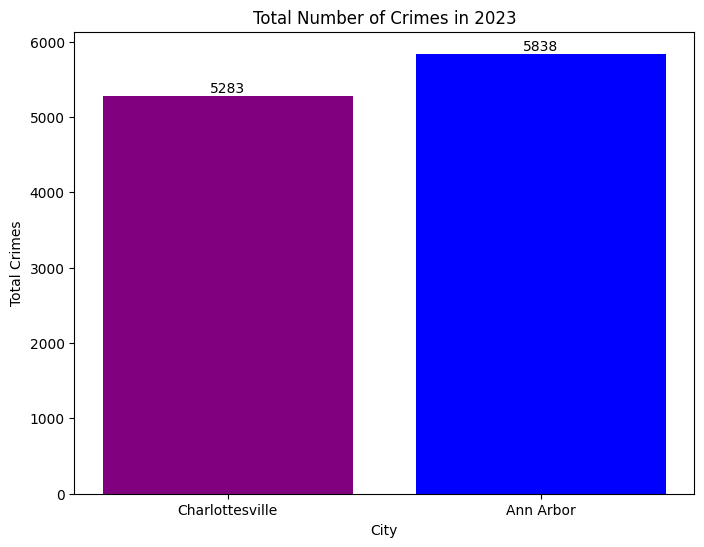 Total Number of Crimes in 2023
6000
5838
5283
5000
4000
Total Crimes
3000
2000
1000
0
Charlottesville
Ann Arbor
City